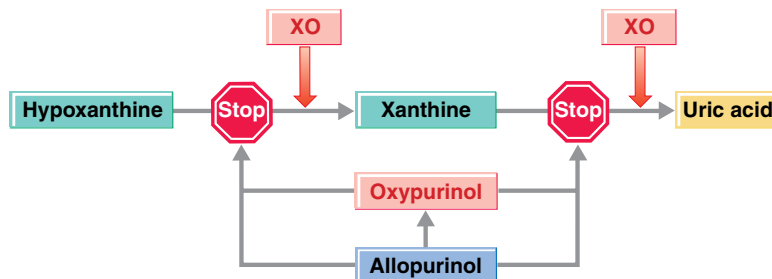 XO
XO
Hypoxanthine
Stop
Xanthine
Stop
Uric acid
Oxypurinol
Allopurinol